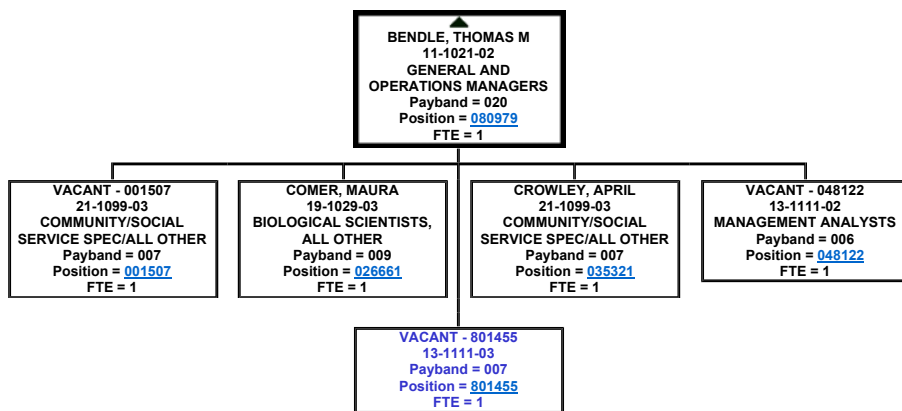 BENDLE, THOMAS M
11-1021-02
GENERAL AND
OPERATIONS MANAGERS
Payband = 020
Position = 080979
FTE = 1
VACANT - 001507
21-1099-03
COMMUNITY/SOCIAL
SERVICE SPEC/ALL OTHER
Payband = 007
Position = 001507
FTE = 1
COMER, MAURA
19-1029-03
BIOLOGICAL SCIENTISTS,
ALL OTHER
Payband = 009
Position = 026661
FTE = 1
CROWLEY, APRIL
21-1099-03
COMMUNITY/SOCIAL
SERVICE SPEC/ALL OTHER
Payband = 007
Position = 035321
FTE = 1
VACANT - 048122
13-1111-02
MANAGEMENT ANALYSTS
Payband = 006
Position = 048122
FTE = 1
VACANT - 801455
13-1111-03
Payband = 007
Position = 801455
FTE = 1